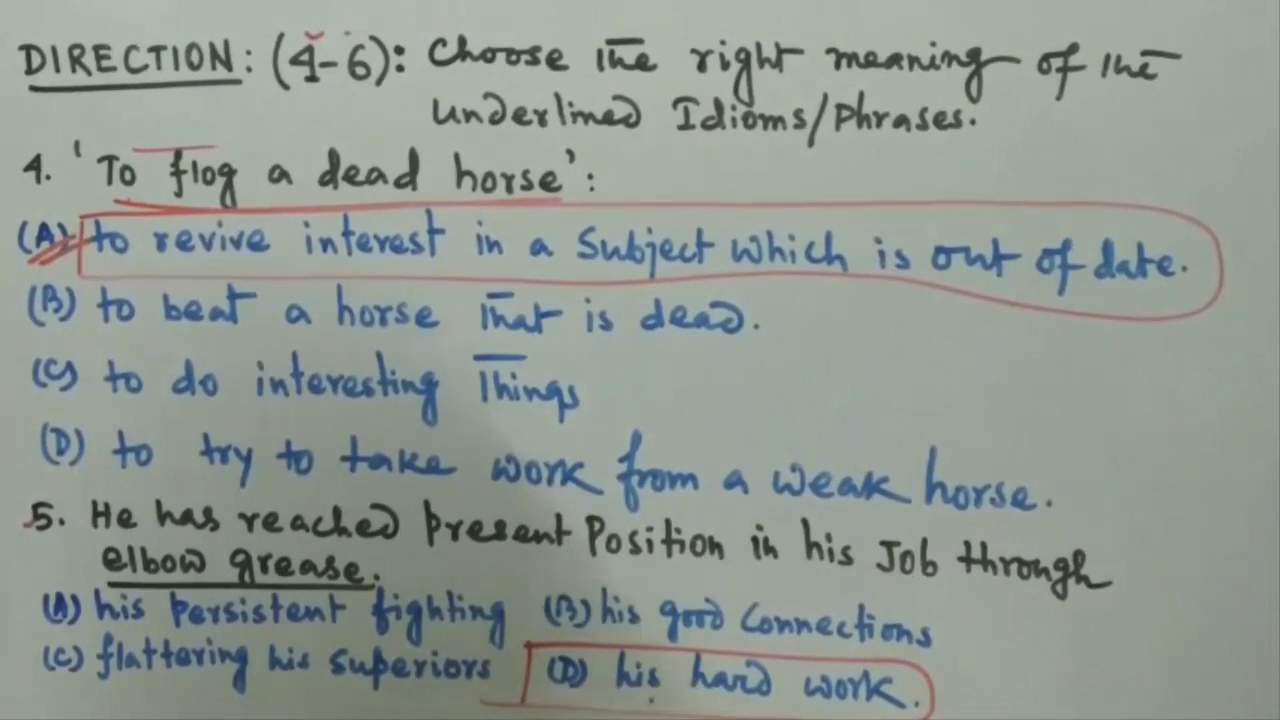 DIRECTION: (4-6): Choose the right meaning of the
underlined Idioms/Phrases.
4. 'To flog a dead horse':
(A) to revive interest in a Subject which is out of date.
(B) to beat a horse that is dead.
(C) to do interesting Things
(D) to try to take work from a weak horse.
5. He has reached present Position in his Job through
elbow grease.
(A) his persistent fighting (B) his good Connections
(C) flattering his superiors (D) his hard work.